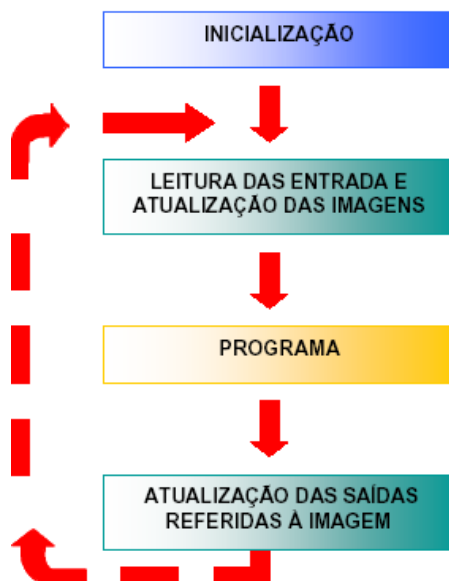 INICIALIZAÇÃO
LEITURA DAS ENTRADA E
ATUALIZAÇÃO DAS IMAGENS
PROGRAMA
ATUALIZAÇÃO DAS SAÍDAS
REFERIDAS À IMAGEM